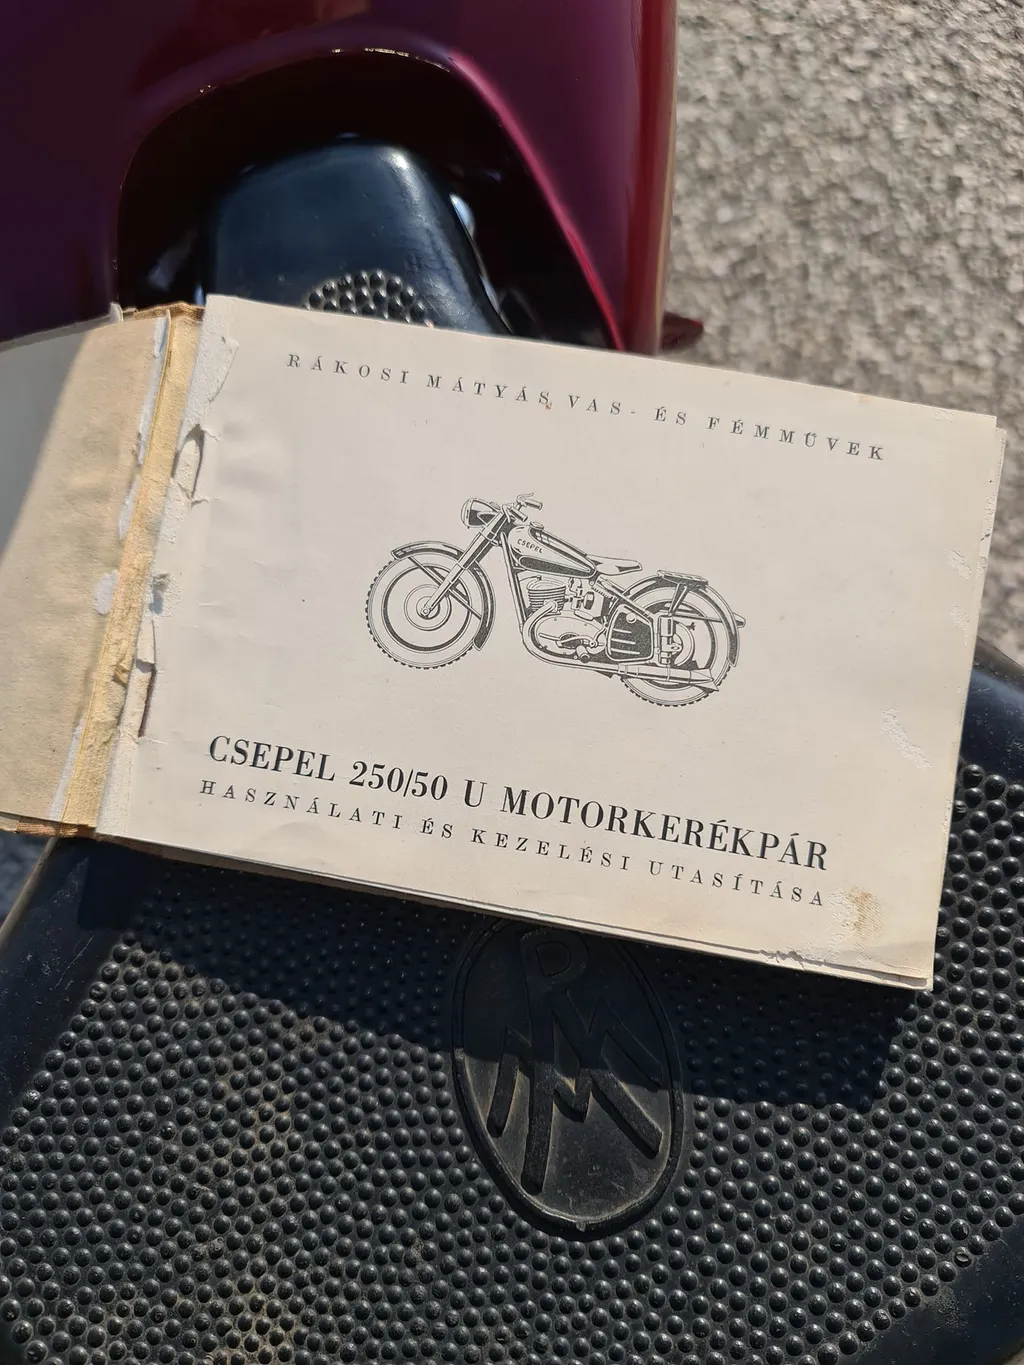 RÁKOSI MÁTYÁS VAS- ÉS FÉMMŰVEK
CSEPEL
CSEPEL 250/50 U MOTORKERÉKPÁR
HASZNÁLATI ÉS KEZELÉSI UTASÍTÁSA
RM